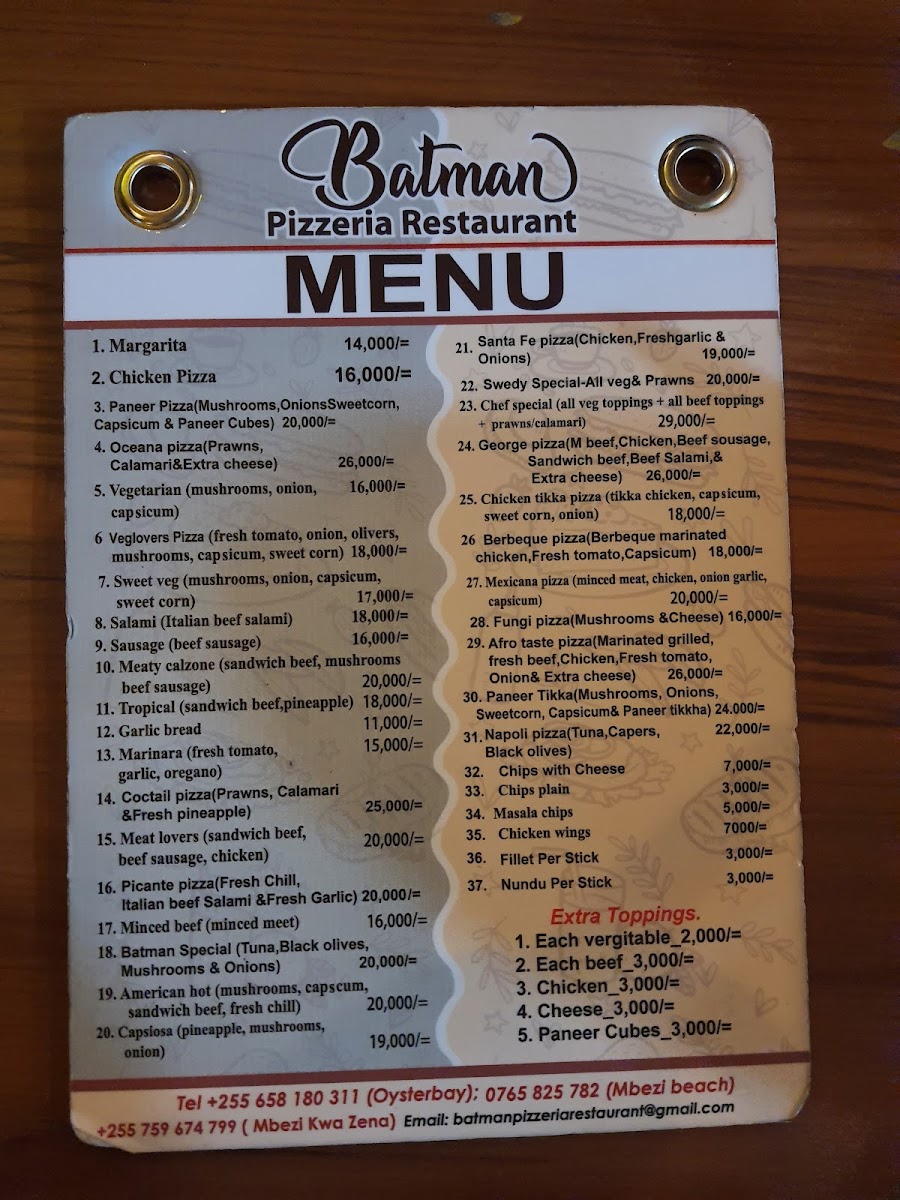 Batman
Pizzeria Restaurant
MENU
1. Margarita 14,000/=
2. Chicken Pizza 16,000/=
3. Paneer Pizza(Mushrooms,OnionsSweetcorn,
Capsicum & Paneer Cubes) 20,000/=
4. Oceana pizza(Prawns,
Calamari&Extra cheese) 26,000/=
5. Vegetarian (mushrooms, onion, 16,000/=
capsicum)
6 Veglovers Pizza (fresh tomato, onion, olivers,
mushrooms, capsicum, sweet corn) 18,000/=
7. Sweet veg (mushrooms, onion, capsicum,
sweet corn) 17,000/=
8. Salami (Italian beef salami) 18,000/=
9. Sausage (beef sausage) 16,000/=
10. Meaty calzone (sandwich beef, mushrooms
beef sausage) 20,000/=
11. Tropical (sandwich beef,pineapple) 18,000/=
12. Garlic bread 11,000/=
13. Marinara (fresh tomato, 15,000/=
garlic, oregano)
14. Coctail pizza(Prawns, Calamari
&Fresh pineapple) 25,000/=
15. Meat lovers (sandwich beef, 20,000/=
beef sausage, chicken)
16. Picante pizza(Fresh Chill,
Italian beef Salami &Fresh Garlic) 20,000/=
17. Minced beef (minced meet) 16,000/=
18. Batman Special (Tuna,Black olives,
Mushrooms & Onions) 20,000/=
19. American hot (mushrooms, capscum,
sandwich beef, fresh chill) 20,000/=
20. Capsiosa (pineapple, mushrooms,
onion) 19,000/=
21. Santa Fe pizza(Chicken,Freshgarlic &
Onions) 19,000/=
22. Swedy Special-All veg& Prawns 20,000/=
23. Chef special (all veg toppings + all beef toppings
+ prawns/calamari) 29,000/=
24. George pizza(M beef,Chicken,Beef sousage,
Sandwich beef,Beef Salami,&
Extra cheese) 26,000/=
25. Chicken tikka pizza (tikka chicken, capsicum,
sweet corn, onion) 18,000/=
26 Berbeque pizza(Berbeque marinated
chicken,Fresh tomato,Capsicum) 18,000/=
27. Mexicana pizza (minced meat, chicken, onion garlic,
capsicum) 20,000/=
28. Fungi pizza(Mushrooms &Cheese) 16,000/=
29. Afro taste pizza(Marinated grilled,
fresh beef,Chicken,Fresh tomato,
Onion& Extra cheese) 26,000/=
30. Paneer Tikka(Mushrooms, Onions,
Sweetcorn, Capsicum& Paneer tikkha) 24.000/=
31. Napoli pizza(Tuna,Capers, 22,000/=
Black olives)
32. Chips with Cheese 7,000/=
33. Chips plain 3,000/=
34. Masala chips 5,000/=
35. Chicken wings 7000/=
36. Fillet Per Stick 3,000/=
37. Nundu Per Stick 3,000/=
Extra Toppings.
1. Each vergitable_2,000/=
2. Each beef_3,000/=
3. Chicken_3,000/=
4. Cheese_3,000/=
5. Paneer Cubes_3,000/=
Tel +255 658 180 311 (Oysterbay); 0765 825 782 (Mbezi beach)
+255 759 674 799 ( Mbezi Kwa Zena) Email: batmanpizzeriarestaurant@gmail.com